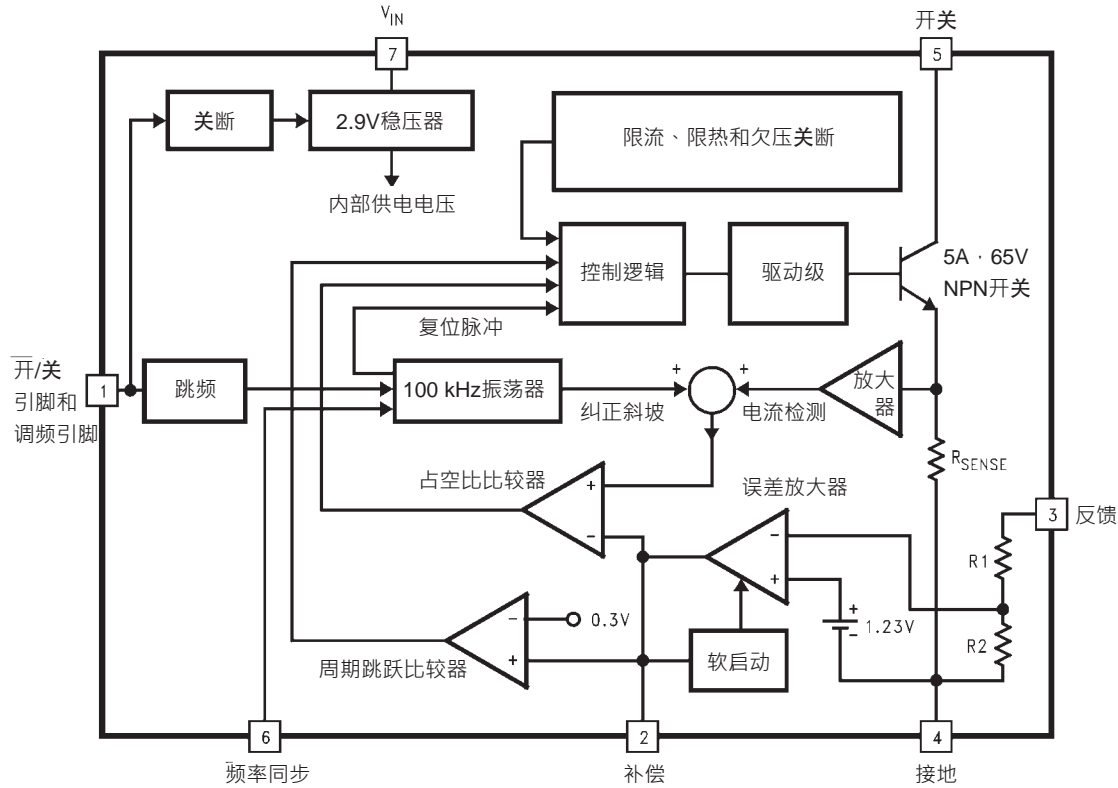 VIN
开关
7
5
关断
2.9V稳压器
限流、限热和欠压关断
内部供电电压
控制逻辑
驱动级
5A，65V
NPN开关
复位脉冲
开/关
引脚和
调频引脚
1
跳频
100 kHz振荡器
+
+
纠正斜坡
电流检测
放大
器
RSENSE
占空比比较器
误差放大器
+
−
−
+
3
反馈
R1
R2
+
1.23V
−
−
0.3V
+
周期跳跃比较器
软启动
6
2
4
频率同步
补偿
接地